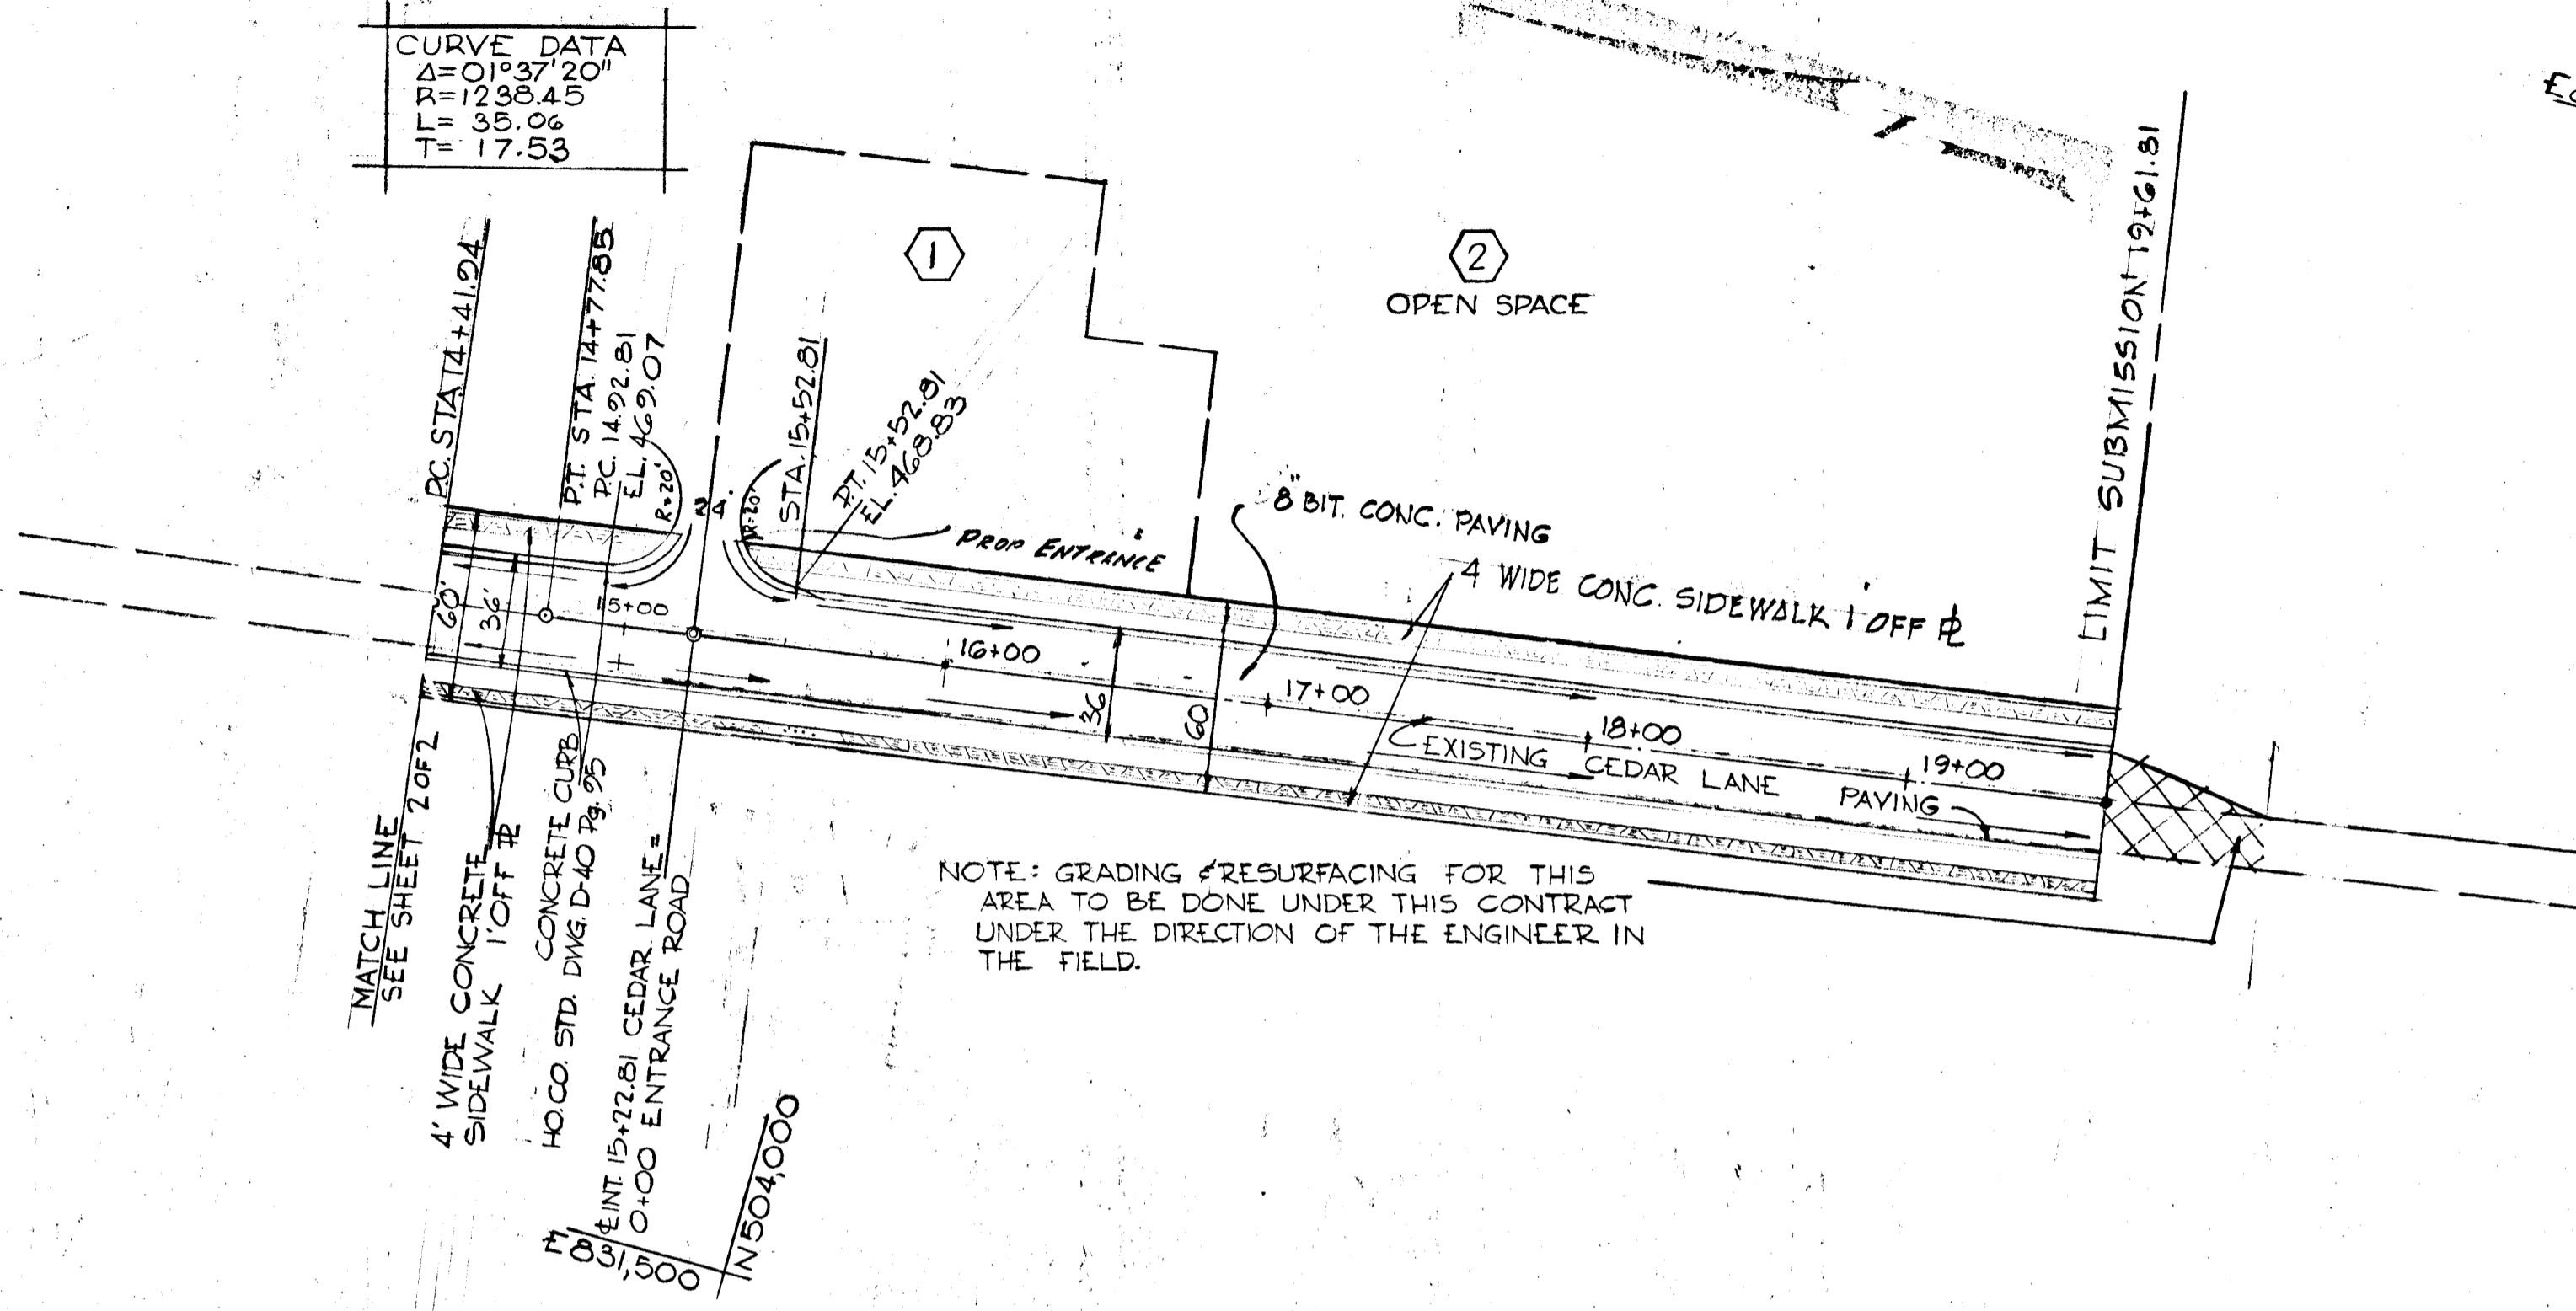 CURVE DATA
Δ=01°37'20"
R=1238.45
L= 35.06
T= 17.53
P.C. STA 14+41.94
P.T. STA. 14+77.85
P.C. 14.92.81
EL. 469.07
R=20'
24'
R=20'
STA. 15+52.81
P.T. 15+52.81
EL. 468.83
1
2
OPEN SPACE
LIMIT SUBMISSION 19+61.81
PROP ENTRANCE
8" BIT. CONC. PAVING
4' WIDE CONC. SIDEWALK 1' OFF ⅊
60'
36'
15+00
16+00
36
60
17+00
18+00
19+00
EXISTING CEDAR LANE PAVING
NOTE: GRADING & RESURFACING FOR THIS
AREA TO BE DONE UNDER THIS CONTRACT
UNDER THE DIRECTION OF THE ENGINEER IN
THE FIELD.
MATCH LINE
SEE SHEET 2 OF 2
4' WIDE CONCRETE
SIDEWALK 1' OFF ⅊
CONCRETE CURB
HO.CO. STD. DWG. D-40 Pg. 95
℄ INT. 15+22.81 CEDAR LANE=
0+00 ENTRANCE ROAD
E 831,500
N 504,000